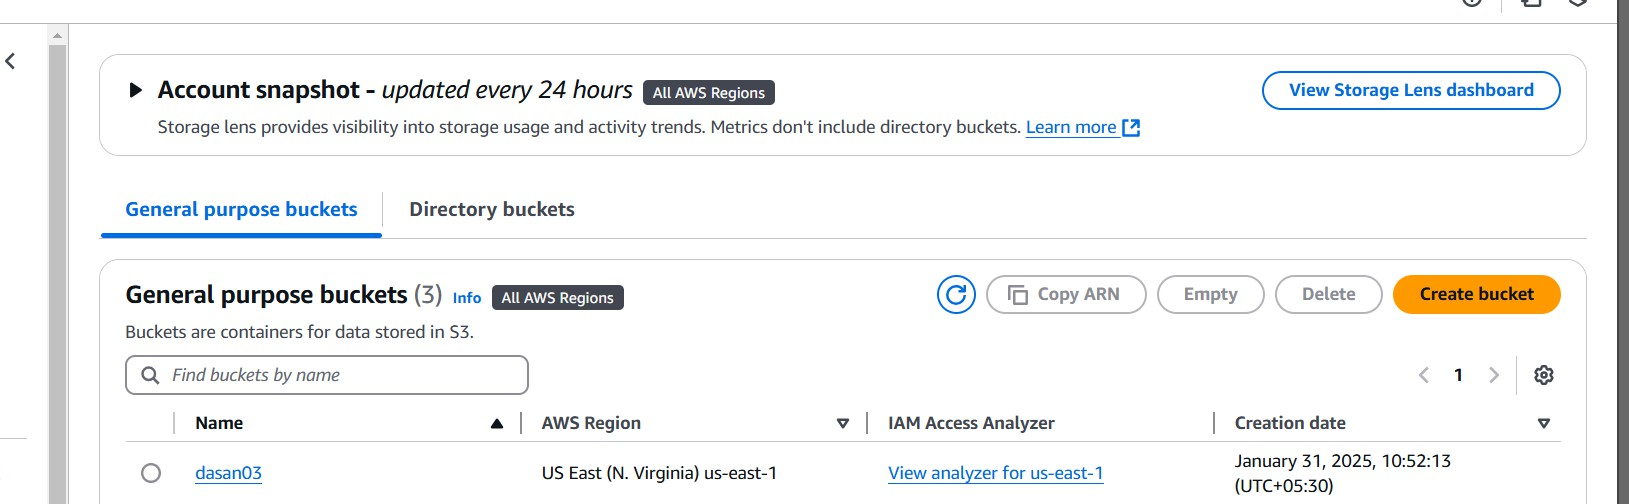 Account snapshot - updated every 24 hours All AWS Regions
View Storage Lens dashboard
Storage lens provides visibility into storage usage and activity trends. Metrics don't include directory buckets. Learn more
General purpose buckets
Directory buckets
General purpose buckets (3) Info All AWS Regions
Copy ARN
Empty
Delete
Create bucket
Buckets are containers for data stored in S3.
Find buckets by name
1
Name
AWS Region
IAM Access Analyzer
Creation date
dasan03
US East (N. Virginia) us-east-1
View analyzer for us-east-1
January 31, 2025, 10:52:13
(UTC+05:30)